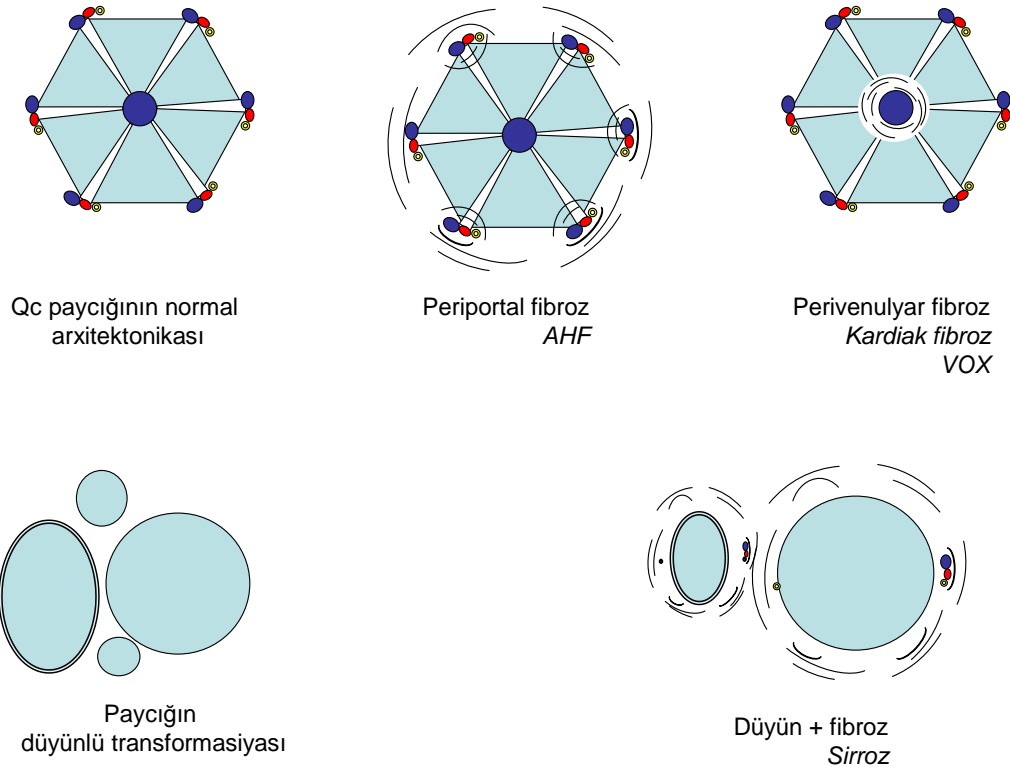 Qc paycığının normal
arxitektonikası
Periportal fibroz
AHF
Perivenulyar fibroz
Kardiak fibroz
VOX
Paycığın
düyünlü transformasiyası
Düyün + fibroz
Sirroz